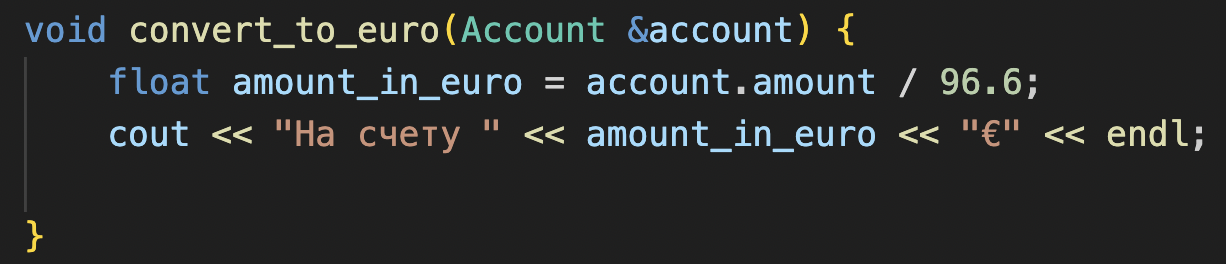 void convert_to_euro(Account &account) {
    float amount_in_euro = account.amount / 96.6;
    cout << "На счету " << amount_in_euro << "€" << endl;
}